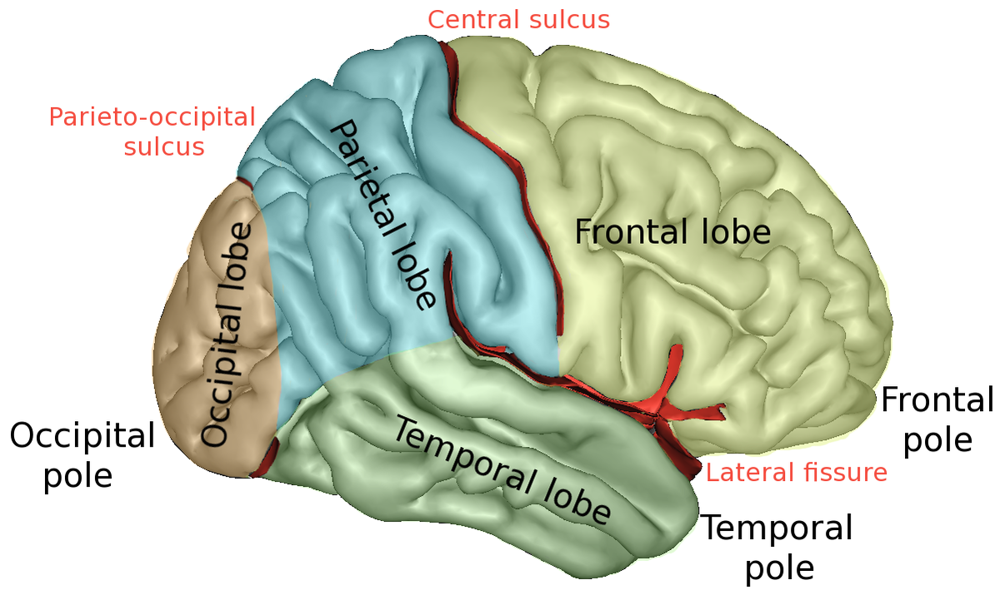 Central sulcus
Parieto-occipital
sulcus
Parietal lobe
Frontal lobe
Occipital lobe
Frontal
pole
Occipital
pole
Temporal lobe
Lateral fissure
Temporal
pole